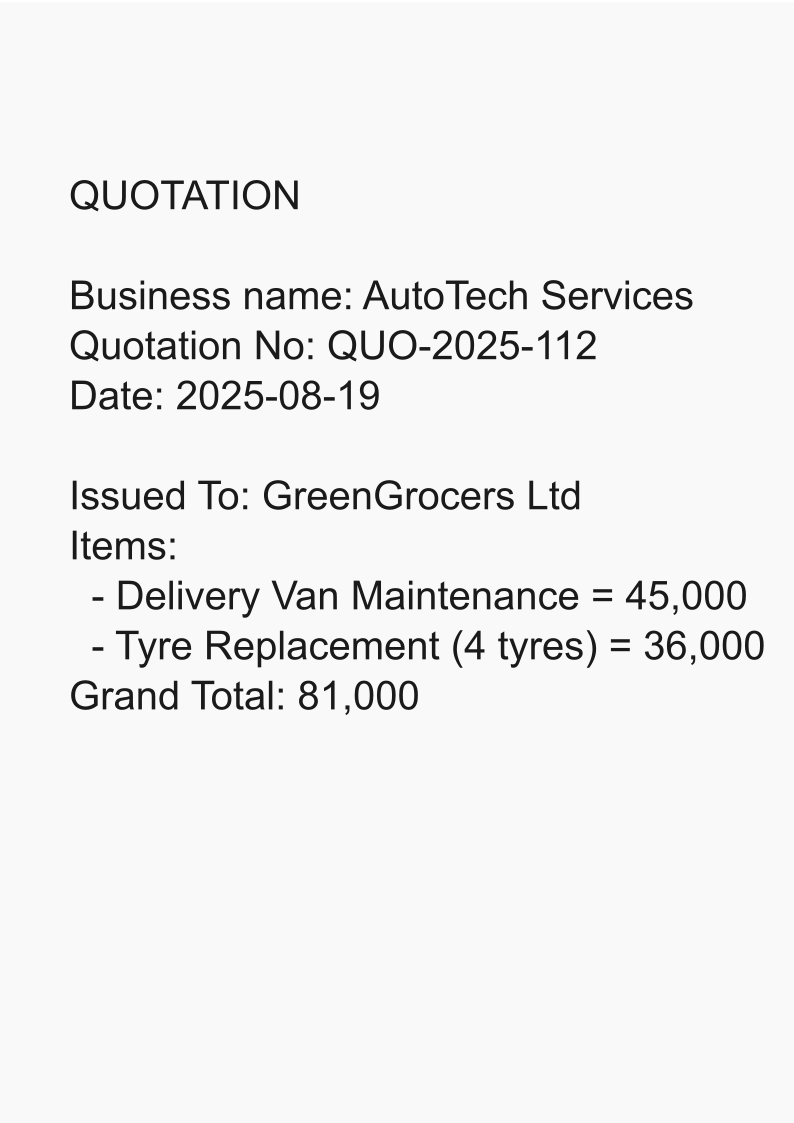 QUOTATION
Business name: AutoTech Services
Quotation No: QUO-2025-112
Date: 2025-08-19
Issued To: GreenGrocers Ltd
Items:
- Delivery Van Maintenance = 45,000
- Tyre Replacement (4 tyres) = 36,000
Grand Total: 81,000